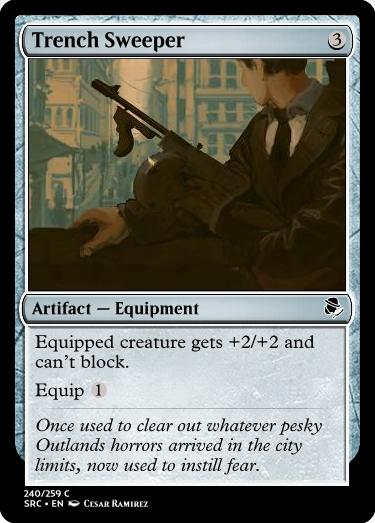 Trench Sweeper 3
Artifact — Equipment
Equipped creature gets +2/+2 and
can't block.
Equip 1
Once used to clear out whatever pesky
Outlands horrors arrived in the city
limits, now used to instill fear.
240/259 C
SRC • EN Cesar Ramirez